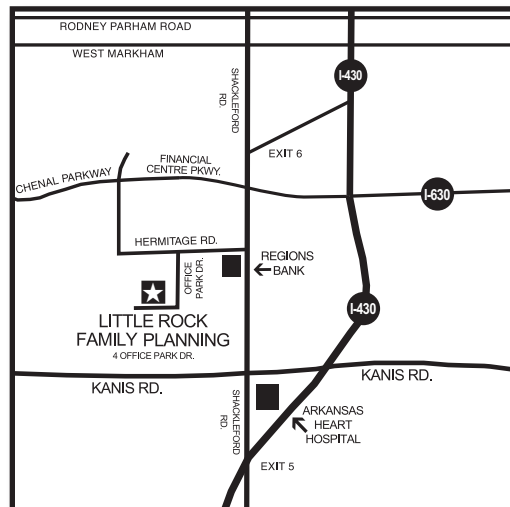 RODNEY PARHAM ROAD
WEST MARKHAM
SHACKLEFORD
RD.
I-430
EXIT 6
CHENAL PARKWAY
FINANCIAL
CENTRE PKWY.
I-630
HERMITAGE RD.
OFFICE
PARK DR.
REGIONS
BANK
I-430
LITTLE ROCK
FAMILY PLANNING
4 OFFICE PARK DR.
KANIS RD.
KANIS RD.
SHACKLEFORD
RD.
ARKANSAS
HEART
HOSPITAL
EXIT 5